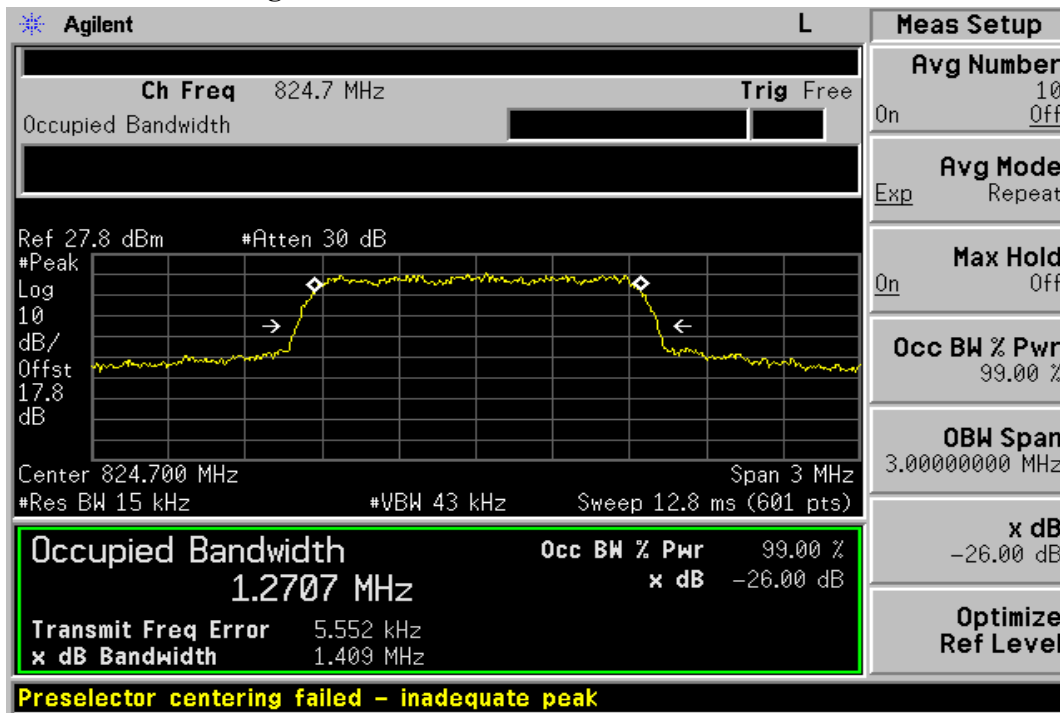 Agilent L
Ch Freq 824.7 MHz Trig Free
Occupied Bandwidth
Ref 27.8 dBm #Atten 30 dB
#Peak
Log
10
dB/
Offst
17.8
dB
Center 824.700 MHz Span 3 MHz
#Res BW 15 kHz #VBW 43 kHz Sweep 12.8 ms (601 pts)
Occupied Bandwidth
1.2707 MHz
Occ BW % Pwr 99.00 %
x dB -26.00 dB
Transmit Freq Error 5.552 kHz
x dB Bandwidth 1.409 MHz
Preselector centering failed - inadequate peak
Meas Setup
Avg Number
10
On Off
Avg Mode
Exp Repeat
Max Hold
On Off
Occ BW % Pwr
99.00 %
OBW Span
3.00000000 MHz
x dB
-26.00 dB
Optimize
Ref Level